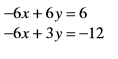 −6x + 6y = 6
−6x + 3y = −12